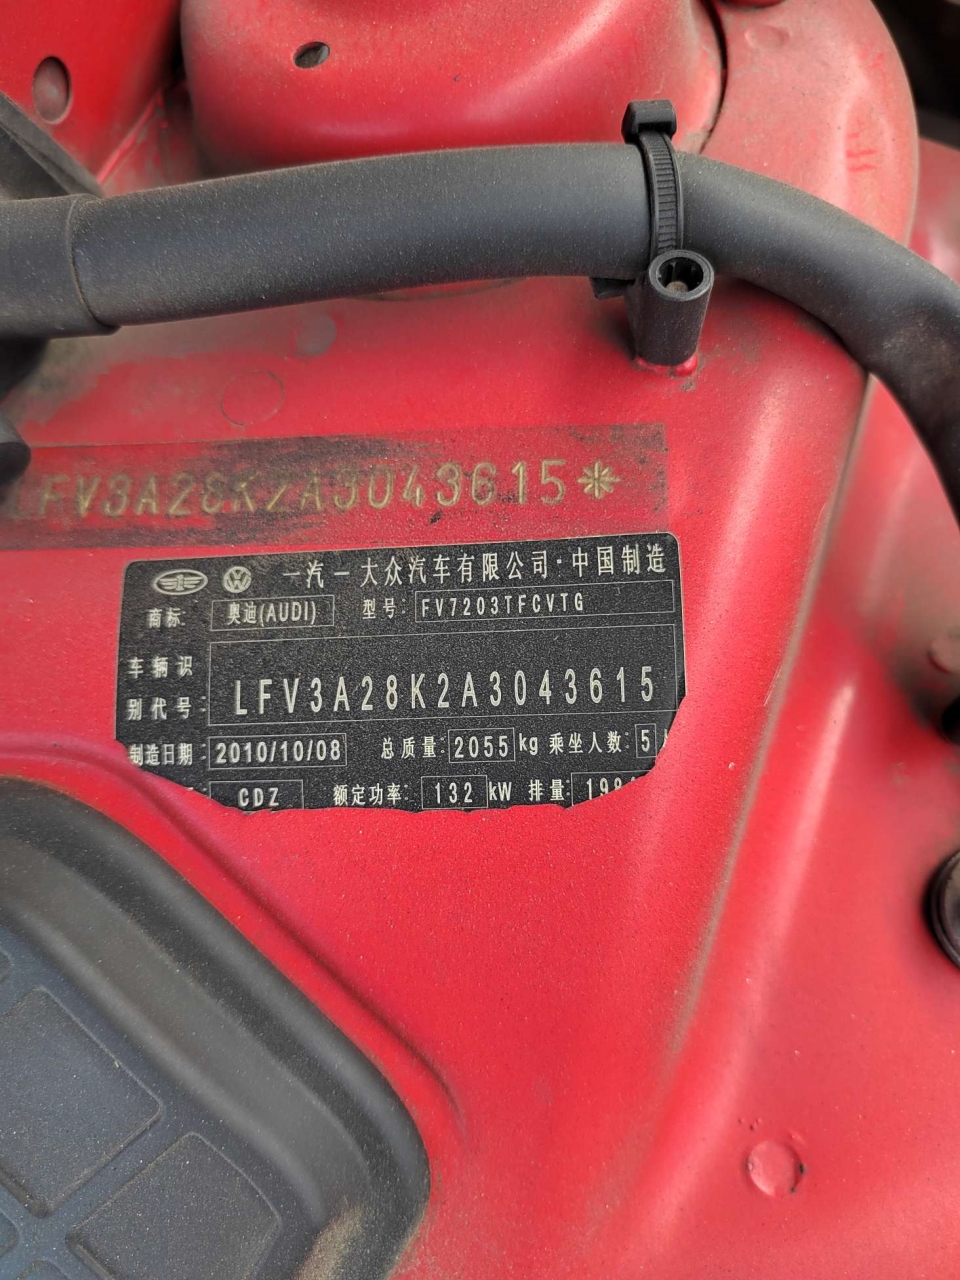 LFV3A28K2A3043615*
一汽一大众汽车有限公司·中国制造
商标: 奥迪(AUDI) 型号: FV7203TFCVTG
车辆识
别代号: LFV3A28K2A3043615
制造日期: 2010/10/08 总质量: 2055 kg 乘坐人数: 5
CDZ 额定功率: 132 kW 排量: 198